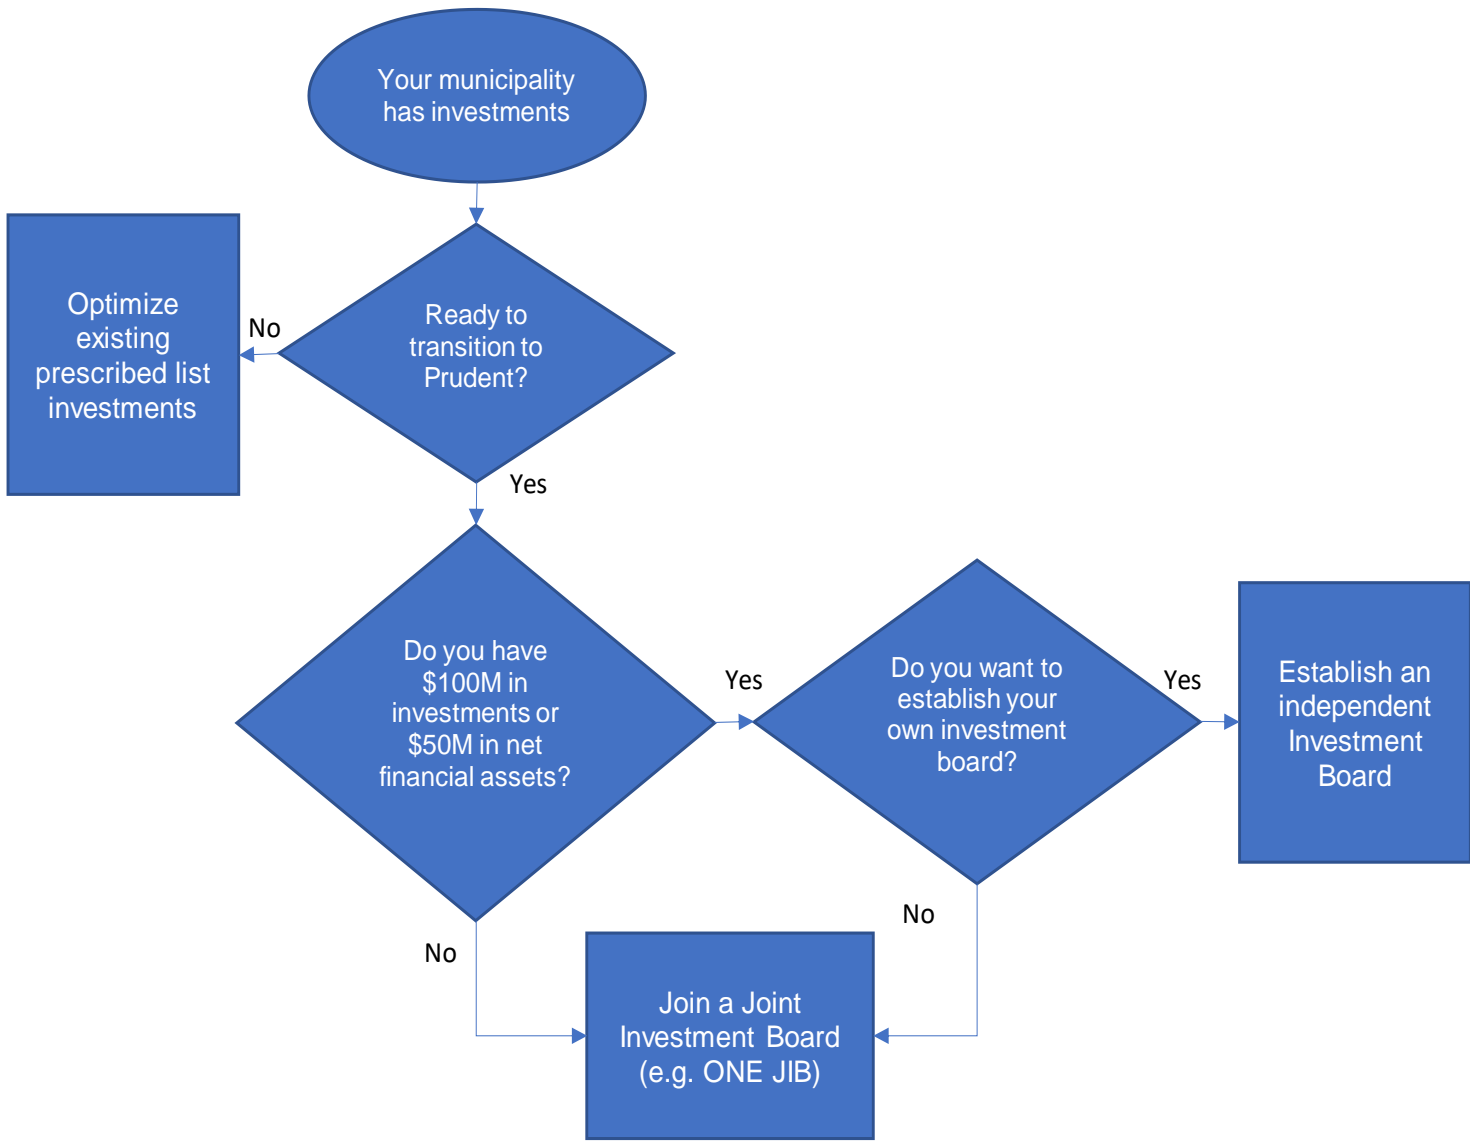 Your municipality
has investments
Ready to
transition to
Prudent?
No
Optimize
existing
prescribed list
investments
Yes
Do you have
$100M in
investments or
$50M in net
financial assets?
Yes
Do you want to
establish your
own investment
board?
Yes
Establish an
independent
Investment
Board
No
No
Join a Joint
Investment Board
(e.g. ONE JIB)